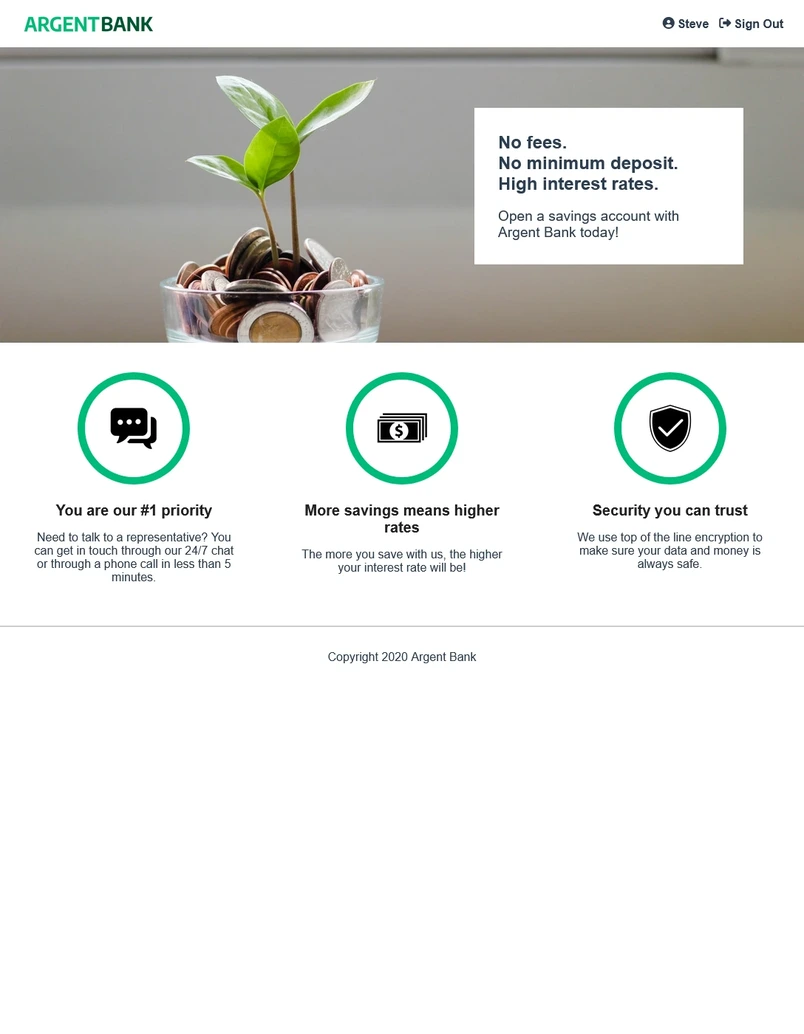 ARGENTBANK
Steve Sign Out
No fees.
No minimum deposit.
High interest rates.
Open a savings account with
Argent Bank today!
You are our #1 priority
Need to talk to a representative? You
can get in touch through our 24/7 chat
or through a phone call in less than 5
minutes.
More savings means higher
rates
The more you save with us, the higher
your interest rate will be!
Security you can trust
We use top of the line encryption to
make sure your data and money is
always safe.
Copyright 2020 Argent Bank